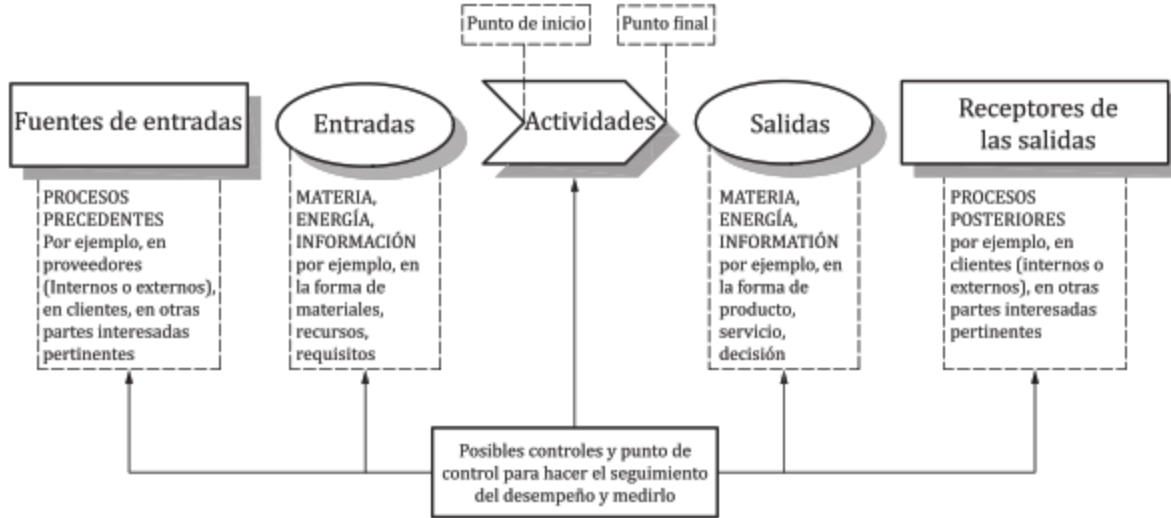 Punto de inicio
Punto final
Fuentes de entradas
Entradas
Actividades
Salidas
Receptores de
las salidas
PROCESOS
PRECEDENTES
Por ejemplo, en
proveedores
(Internos o externos),
en clientes, en otras
partes interesadas
pertinentes
MATERIA,
ENERGÍA,
INFORMACIÓN
por ejemplo, en
la forma de
materiales,
recursos,
requisitos
MATERIA,
ENERGÍA,
INFORMATIÓN
por ejemplo, en
la forma de
producto,
servicio,
decisión
PROCESOS
POSTERIORES
por ejemplo, en
clientes (internos o
externos), en otras
partes interesadas
pertinentes
Posibles controles y punto de
control para hacer el seguimiento
del desempeño y medirlo